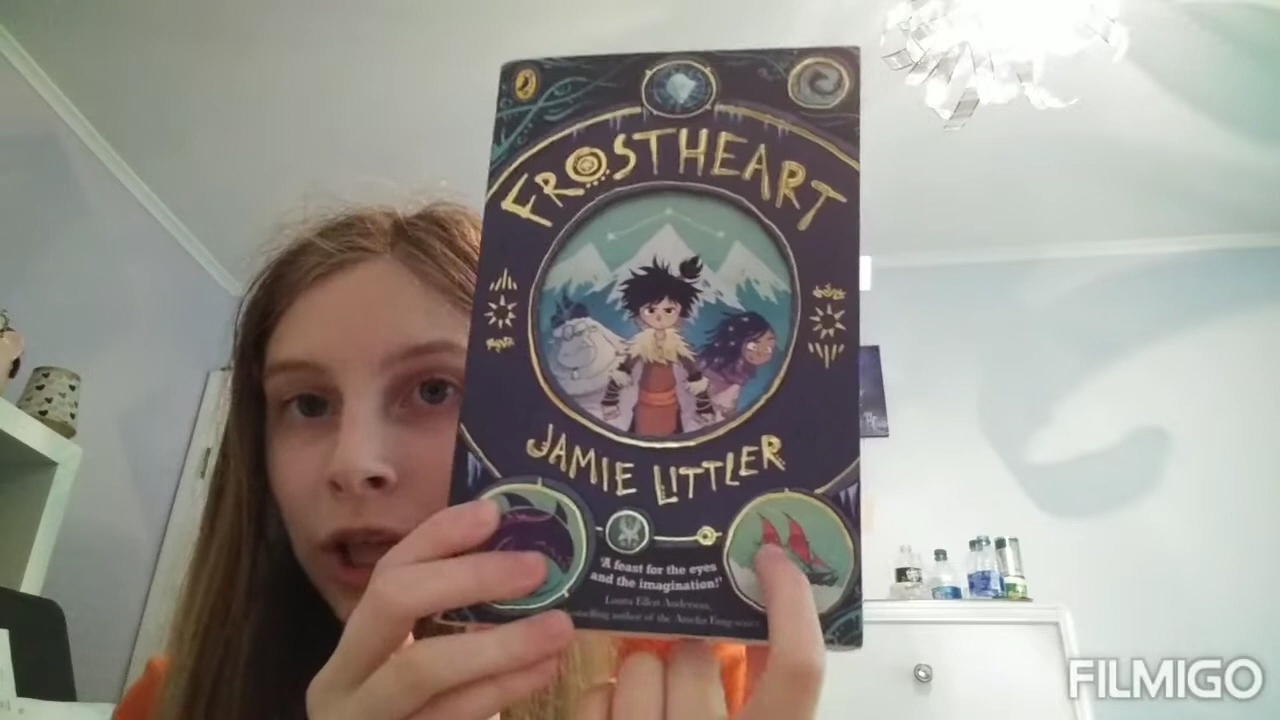 FROSTHEART
JAMIE LITTLER
'A feast for the eyes
and the imagination!'
Laura Ellen Anderson,
bestselling author of the Amelia Fang series
FILMIGO